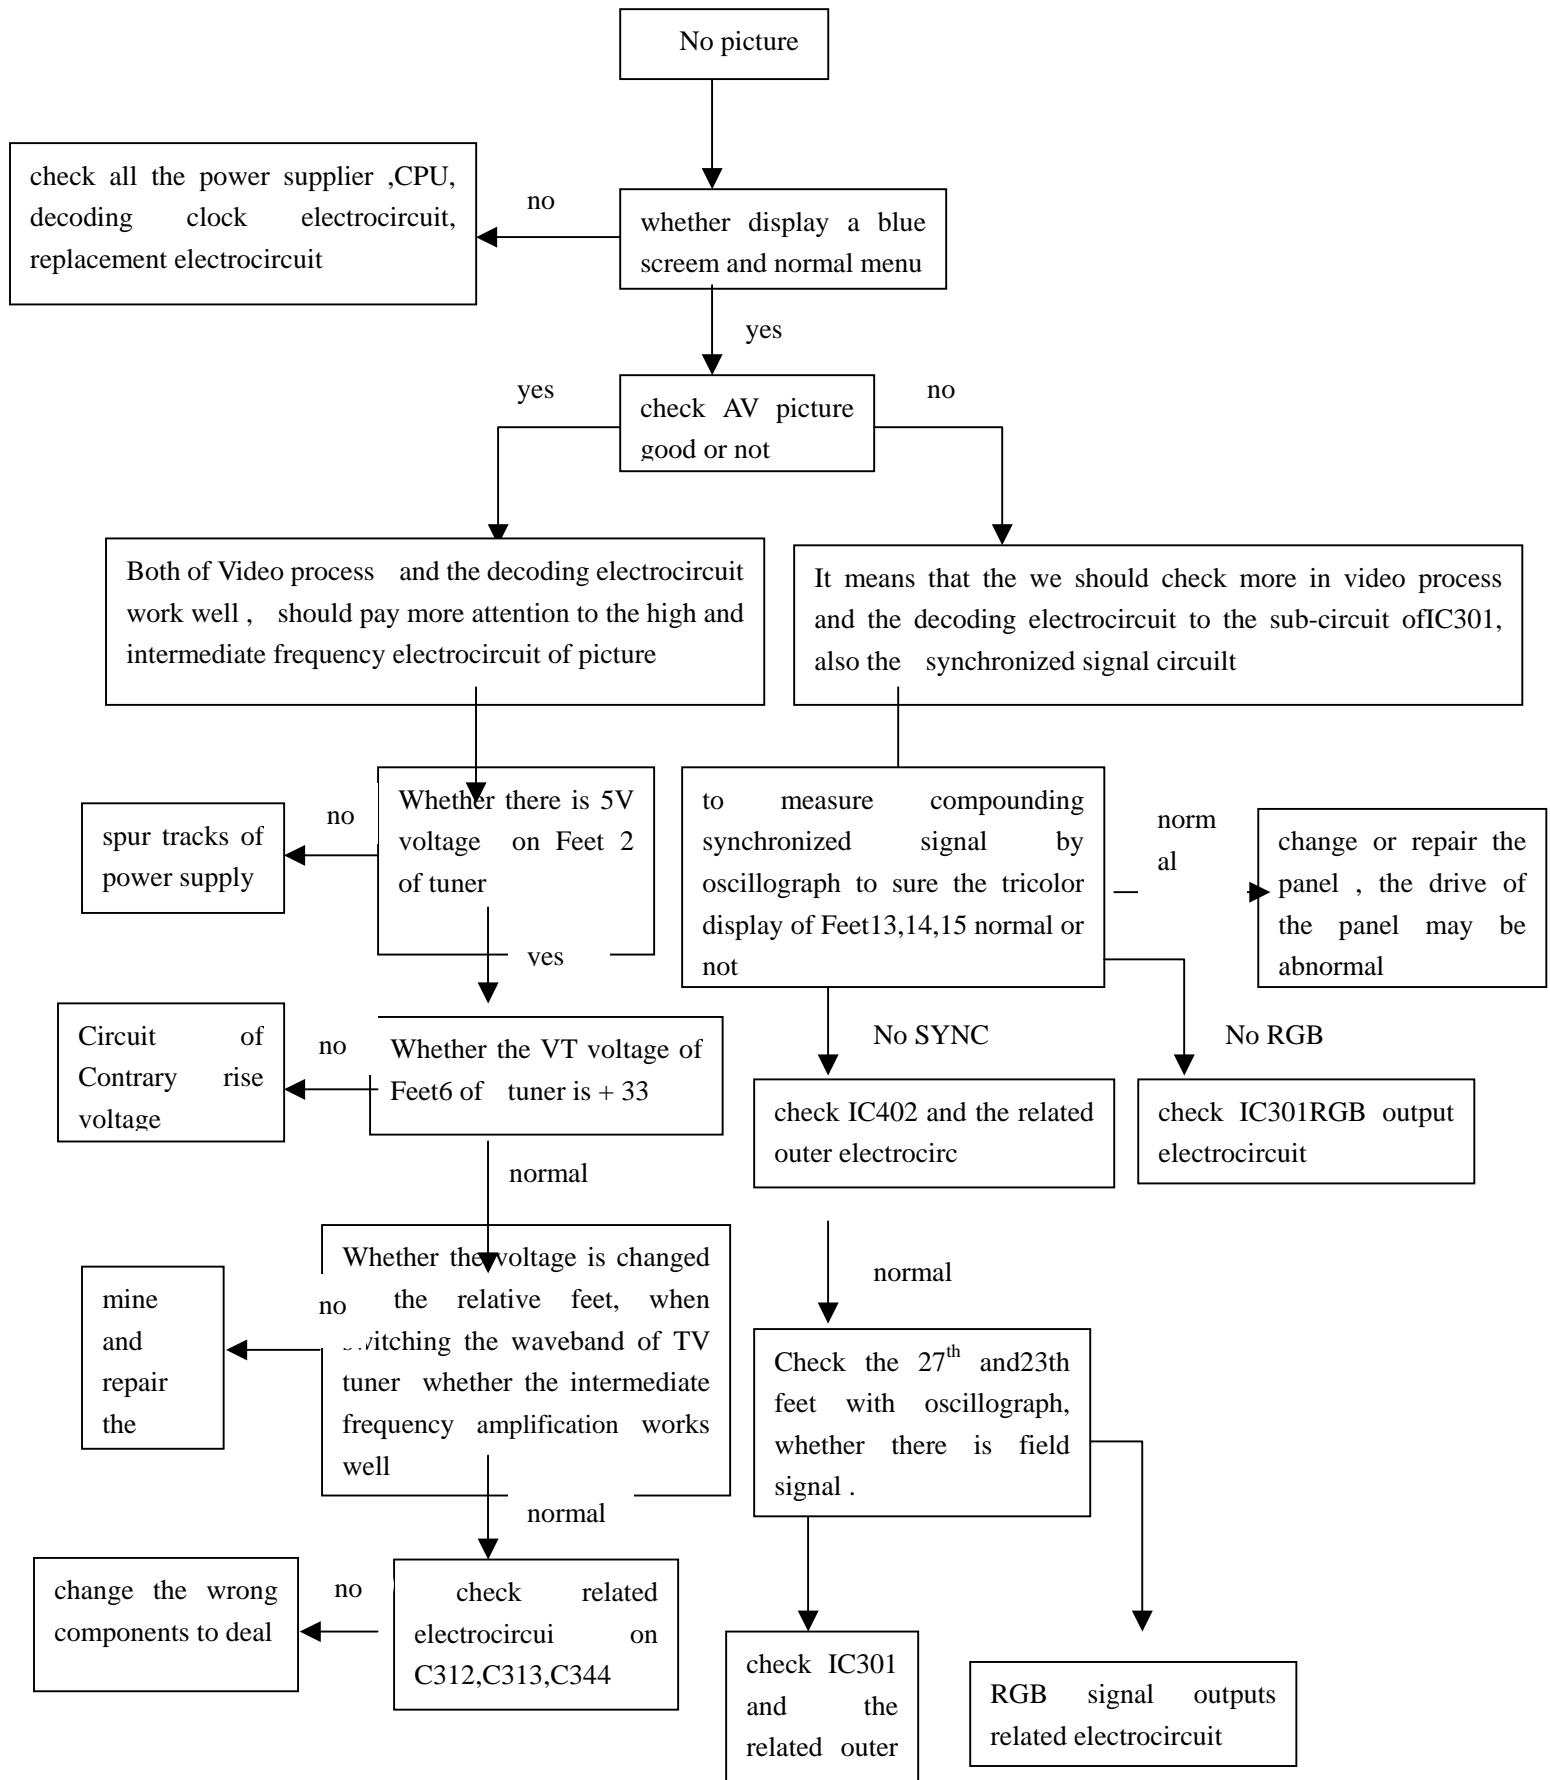 No picture
check all the power supplier ,CPU,
decoding clock electrocircuit,
replacement electrocircuit
no
whether display a blue
screem and normal menu
yes
yes
check AV picture
good or not
no
Both of Video process and the decoding electrocircuit
work well , should pay more attention to the high and
intermediate frequency electrocircuit of picture
It means that the we should check more in video process
and the decoding electrocircuit to the sub-circuit ofIC301,
also the synchronized signal circuilt
spur tracks of
power supply
no
Whether there is 5V
voltage on Feet 2
of tuner
yes
to measure compounding
synchronized signal by
oscillograph to sure the tricolor
display of Feet13,14,15 normal or
not
norm
al
change or repair the
panel , the drive of
the panel may be
abnormal
Circuit of
Contrary rise
voltage
no
Whether the VT voltage of
Feet6 of tuner is + 33
normal
No SYNC
No RGB
check IC402 and the related
outer electrocirc
check IC301RGB output
electrocircuit
mine
and
repair
the
no
Whether the voltage is changed
the relative feet, when
switching the waveband of TV
tuner whether the intermediate
frequency amplification works
well
normal
normal
Check the 27th and23th
feet with oscillograph,
whether there is field
signal .
change the wrong
components to deal
no
check related
electrocircui on
C312,C313,C344
check IC301
and the
related outer
RGB signal outputs
related electrocircuit